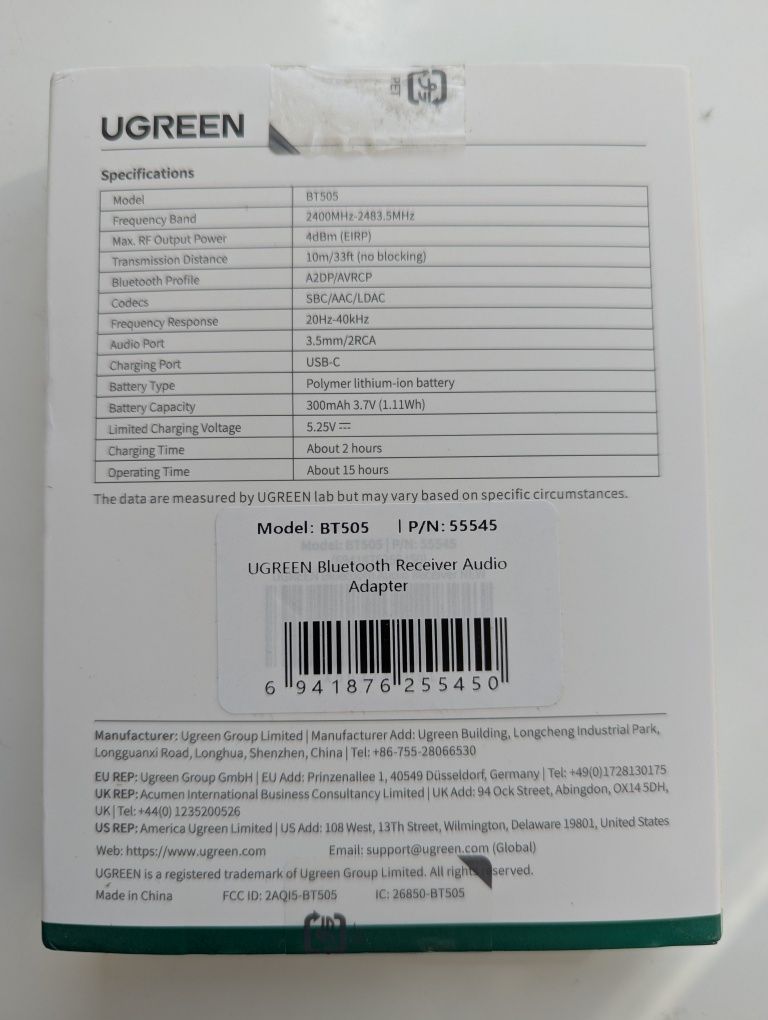 PET
UGREEN
Specifications
Model BT505
Frequency Band 2400MHz-2483.5MHz
Max. RF Output Power 4dBm (EIRP)
Transmission Distance 10m/33ft (no blocking)
Bluetooth Profile A2DP/AVRCP
Codecs SBC/AAC/LDAC
Frequency Response 20Hz-40kHz
Audio Port 3.5mm/2RCA
Charging Port USB-C
Battery Type Polymer lithium-ion battery
Battery Capacity 300mAh 3.7V (1.11Wh)
Limited Charging Voltage 5.25V⎓
Charging Time About 2 hours
Operating Time About 15 hours
The data are measured by UGREEN lab but may vary based on specific circumstances.
Model: BT505 | P/N: 55545
Model: BT505 | P/N: 55545
UGREEN Bluetooth Receiver Audio
Adapter
6 941876 255450
Manufacturer: Ugreen Group Limited | Manufacturer Add: Ugreen Building, Longcheng Industrial Park,
Longguanxi Road, Longhua, Shenzhen, China | Tel: +86-755-28066530
EU REP: Ugreen Group GmbH | EU Add: Prinzenallee 1, 40549 Düsseldorf, Germany | Tel: +49(0)1728130175
UK REP: Acumen International Business Consultancy Limited | UK Add: 94 Ock Street, Abingdon, OX14 5DH,
UK | Tel: +44(0) 1235200526
US REP: America Ugreen Limited | US Add: 108 West, 13Th Street, Wilmington, Delaware 19801, United States
Web: https://www.ugreen.com Email: support@ugreen.com (Global)
UGREEN is a registered trademark of Ugreen Group Limited. All rights served.
Made in China FCC ID: 2AQI5-BT505 IC: 26850-BT505